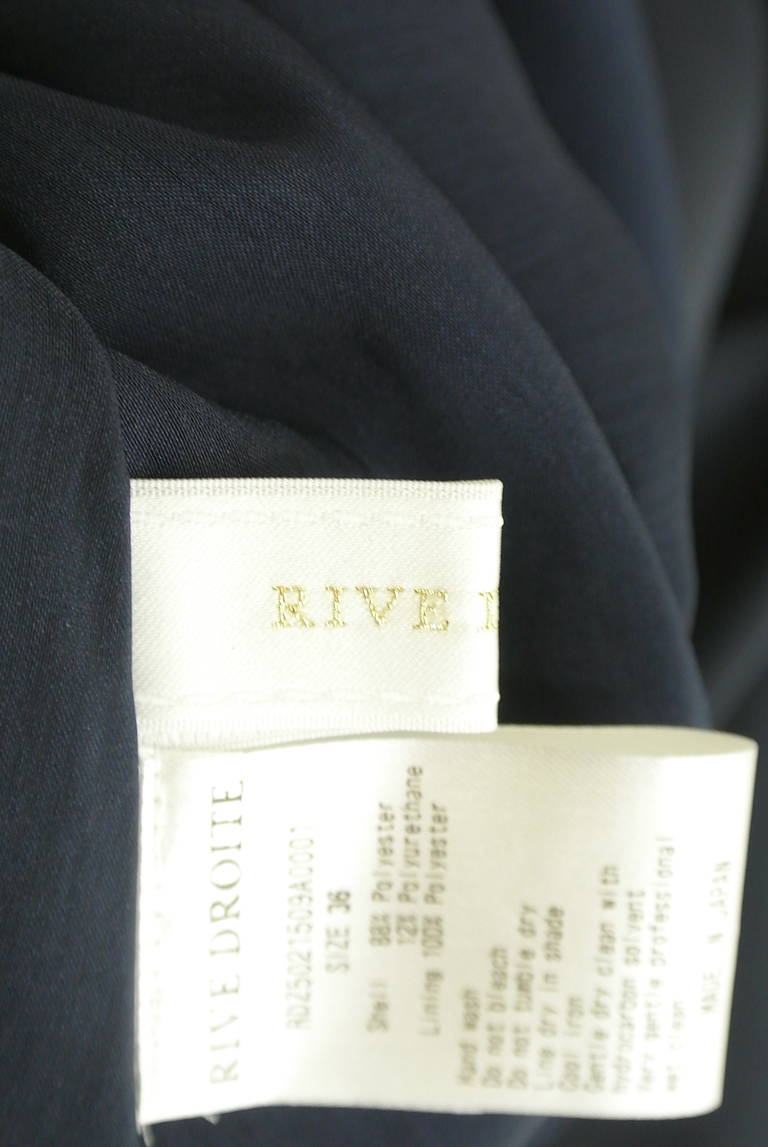 RIVE D
RIVE DROITE
RDZ5021509A0001
SIZE 36
Shell 88% Polyester
12% Polyurethane
Lining 100% Polyester
Hand wash
Do not bleach
Do not tumble dry
Line dry in shade
Cool iron
Gentle dry clean with
hydrocarbon solvent
Very gentle professional
wet clean
MADE IN JAPAN